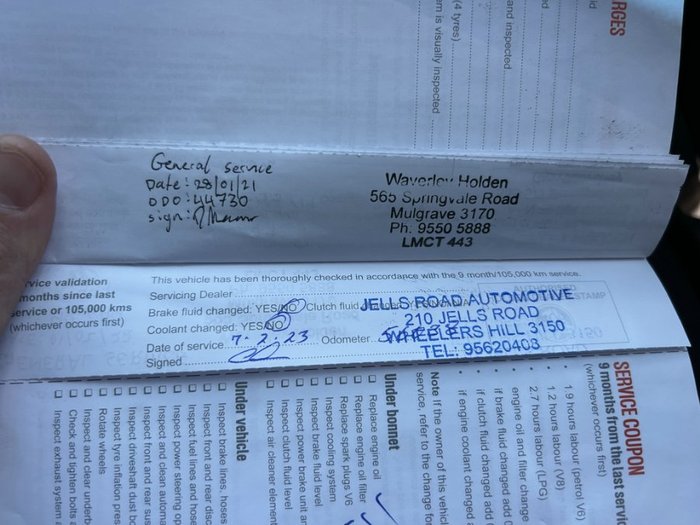 RGES
(4 tyres)
em is visually inspected
and inspected
General service
Date: 28/01/21
ODO: 44730
Sign:
Waverley Holden
565 Springvale Road
Mulgrave 3170
Ph: 9550 5888
LMCT 443
vice validation
months since last
service or 105,000 kms
(whichever occurs first)
This vehicle has been thoroughly checked in accordance with the 9 month/105,000 km service.
Servicing Dealer
Brake fluid changed: YES/NO Clutch fluid
Coolant changed: YES/NO
Date of service 7.2.23 Odometer
Signed
JELLS ROAD AUTOMOTIVE
210 JELLS ROAD
WHEELERS HILL 3150
TEL: 95620403
STAMP
SERVICE COUPON
9 months from the last serv
(whichever occurs first)
1.9 hours labour (petrol V6)
1.2 hours labour (V8)
2.7 hours labour (LPG)
engine oil and filter change
if brake fluid changed add
if clutch fluid changed add
if engine coolant changed a
Note If the owner of this vehic
service, refer to the change for
Under bonnet
Replace engine oil
Replace engine oil filter
Replace spark plugs V6
Inspect cooling system
Inspect brake fluid level
Inspect power brake unit a
Inspect clutch fluid level
Inspect air cleaner elemen
Under vehicle
Inspect brake lines, hoses
Inspect front and rear disc
Inspect fuel lines and hose
Inspect power steering op
Inspect and clean automa
Inspect front and rear sus
Inspect driveshaft dust bo
Inspect tyre inflation pres
Rotate wheels
Inspect and clear underb
Check and tighten bolts a
Inspect exhaust system a